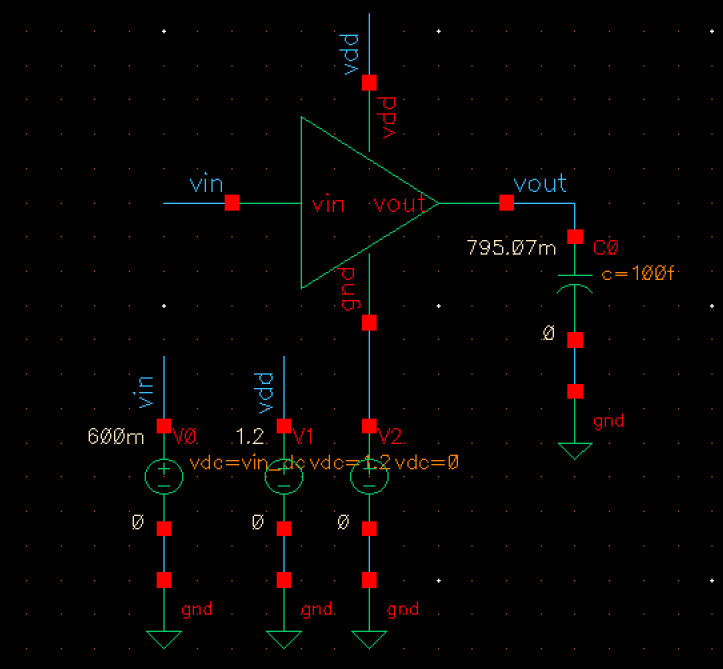 vdd
vdd
vin
vin
vout
vout
795.07m
C0
c=100f
gnd
0
vin
vdd
gnd
600m
V0
1.2
V1
V2
vdc=vin_dc
vdc=1.2
vdc=0
0
0
0
gnd
gnd
gnd